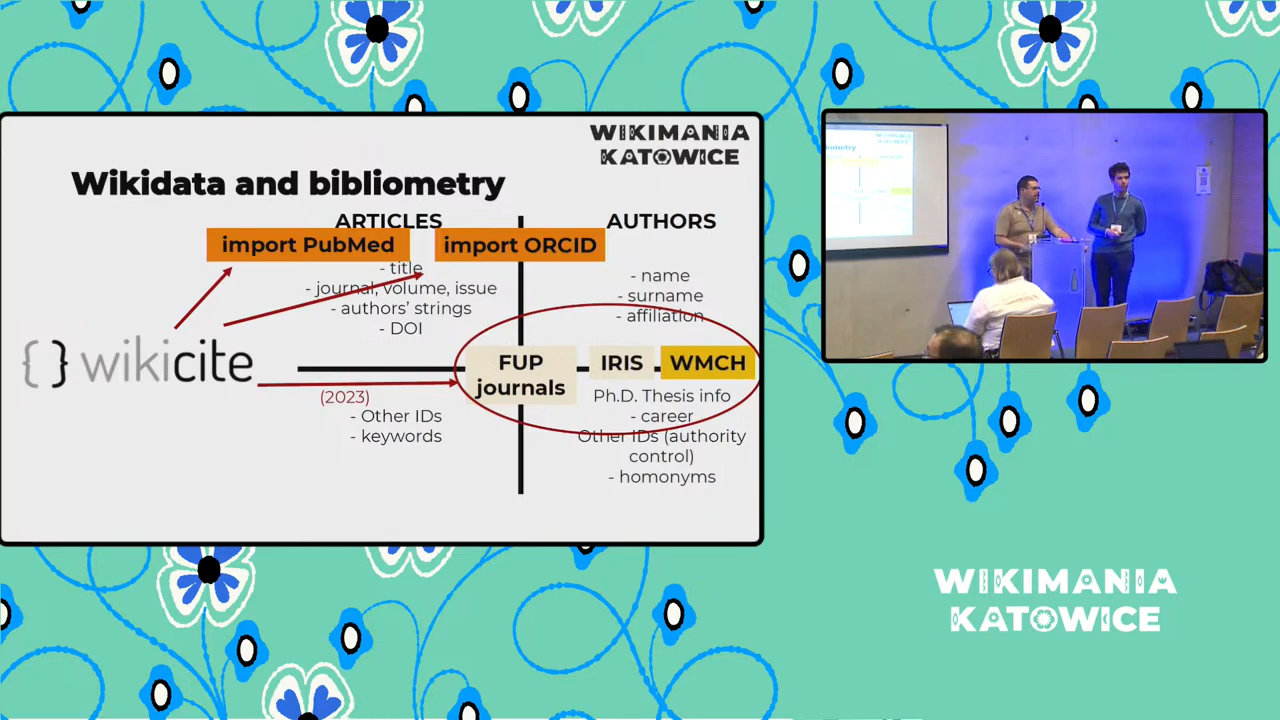 WIKIMANIA
KATOWICE
Wikidata and bibliometry
ARTICLES
import PubMed
- title
- journal, volume, issue
- authors' strings
- DOI
import ORCID
AUTHORS
- name
- surname
- affiliation
{ } wikicite
(2023)
FUP
journals
IRIS
WMCH
- Other IDs
- keywords
Ph.D. Thesis info
- career
Other IDs (authority
control)
- homonyms
WIKIMANIA
KATOWICE